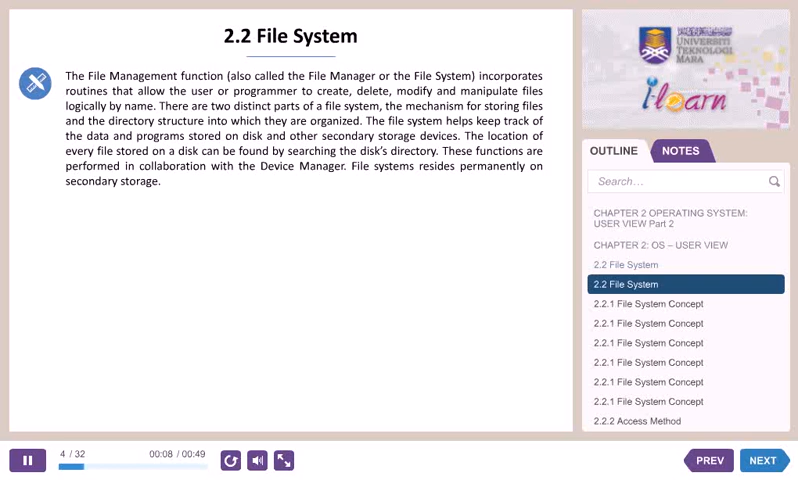 2.2 File System
The File Management function (also called the File Manager or the File System) incorporates
routines that allow the user or programmer to create, delete, modify and manipulate files
logically by name. There are two distinct parts of a file system, the mechanism for storing files
and the directory structure into which they are organized. The file system helps keep track of
the data and programs stored on disk and other secondary storage devices. The location of
every file stored on a disk can be found by searching the disk's directory. These functions are
performed in collaboration with the Device Manager. File systems resides permanently on
secondary storage.
UNIVERSITI
TEKNOLOGI
MARA
i-learn
OUTLINE
NOTES
Search...
CHAPTER 2 OPERATING SYSTEM:
USER VIEW Part 2
CHAPTER 2: OS – USER VIEW
2.2 File System
2.2 File System
2.2.1 File System Concept
2.2.1 File System Concept
2.2.1 File System Concept
2.2.1 File System Concept
2.2.1 File System Concept
2.2.1 File System Concept
2.2.2 Access Method
4 / 32
00:08 / 00:49
PREV
NEXT